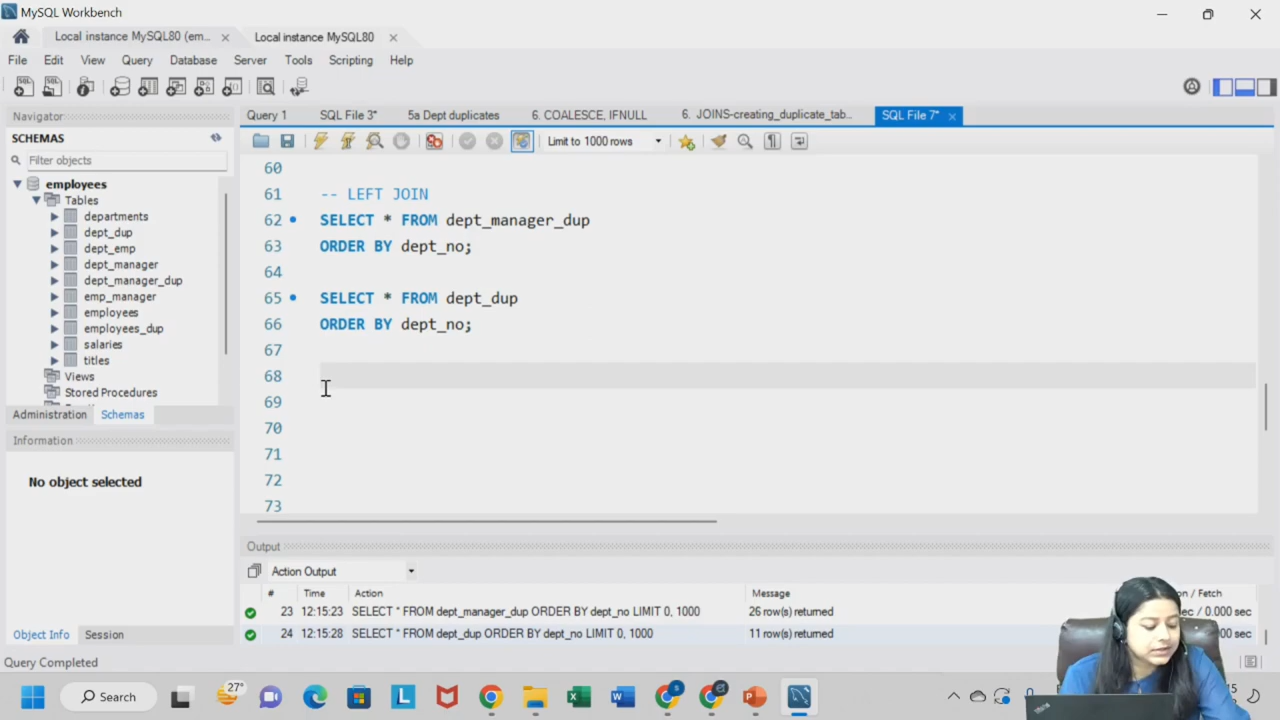 MySQL Workbench
Local instance MySQL80 (em... Local instance MySQL80
File Edit View Query Database Server Tools Scripting Help
Navigator
SCHEMAS
Filter objects
employees
Tables
departments
dept_dup
dept_emp
dept_manager
dept_manager_dup
emp_manager
employees
employees_dup
salaries
titles
Views
Stored Procedures
Administration Schemas
Information
No object selected
Object Info Session
Query 1 SQL File 3* 5a Dept duplicates 6. COALESCE, IFNULL 6. JOINS-creating_duplicate_tab... SQL File 7*
Limit to 1000 rows
60
61 -- LEFT JOIN
62 SELECT * FROM dept_manager_dup
63 ORDER BY dept_no;
64
65 SELECT * FROM dept_dup
66 ORDER BY dept_no;
67
68
69
70
71
72
73
Output
Action Output
# Time Action Message / Fetch
23 12:15:23 SELECT * FROM dept_manager_dup ORDER BY dept_no LIMIT 0, 1000 26 row(s) returned sec / 0.000 sec
24 12:15:28 SELECT * FROM dept_dup ORDER BY dept_no LIMIT 0, 1000 11 row(s) returned 000 sec
Query Completed
Search 27°